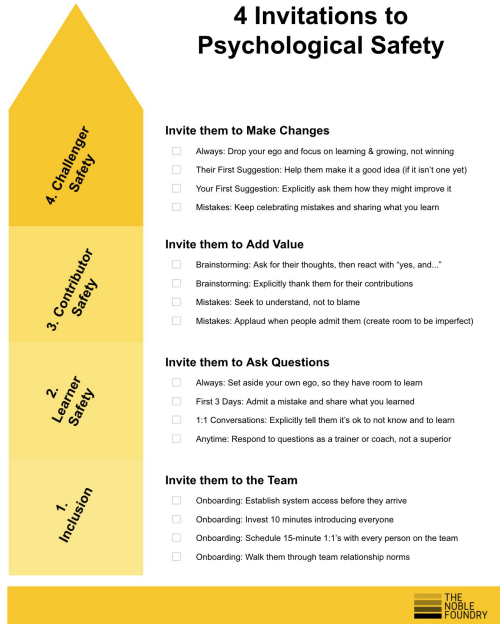 4 Invitations to
Psychological Safety
4. Challenger
Safety
Invite them to Make Changes
Always: Drop your ego and focus on learning & growing, not winning
Their First Suggestion: Help them make it a good idea (if it isn't one yet)
Your First Suggestion: Explicitly ask them how they might improve it
Mistakes: Keep celebrating mistakes and sharing what you learn
3. Contributor
Safety
Invite them to Add Value
Brainstorming: Ask for their thoughts, then react with “yes, and...”
Brainstorming: Explicitly thank them for their contributions
Mistakes: Seek to understand, not to blame
Mistakes: Applaud when people admit them (create room to be imperfect)
2.
Learner
Safety
Invite them to Ask Questions
Always: Set aside your own ego, so they have room to learn
First 3 Days: Admit a mistake and share what you learned
1:1 Conversations: Explicitly tell them it's ok to not know and to learn
Anytime: Respond to questions as a trainer or coach, not a superior
1.
Inclusion
Invite them to the Team
Onboarding: Establish system access before they arrive
Onboarding: Invest 10 minutes introducing everyone
Onboarding: Schedule 15-minute 1:1's with every person on the team
Onboarding: Walk them through team relationship norms
THE
NOBLE
FOUNDRY